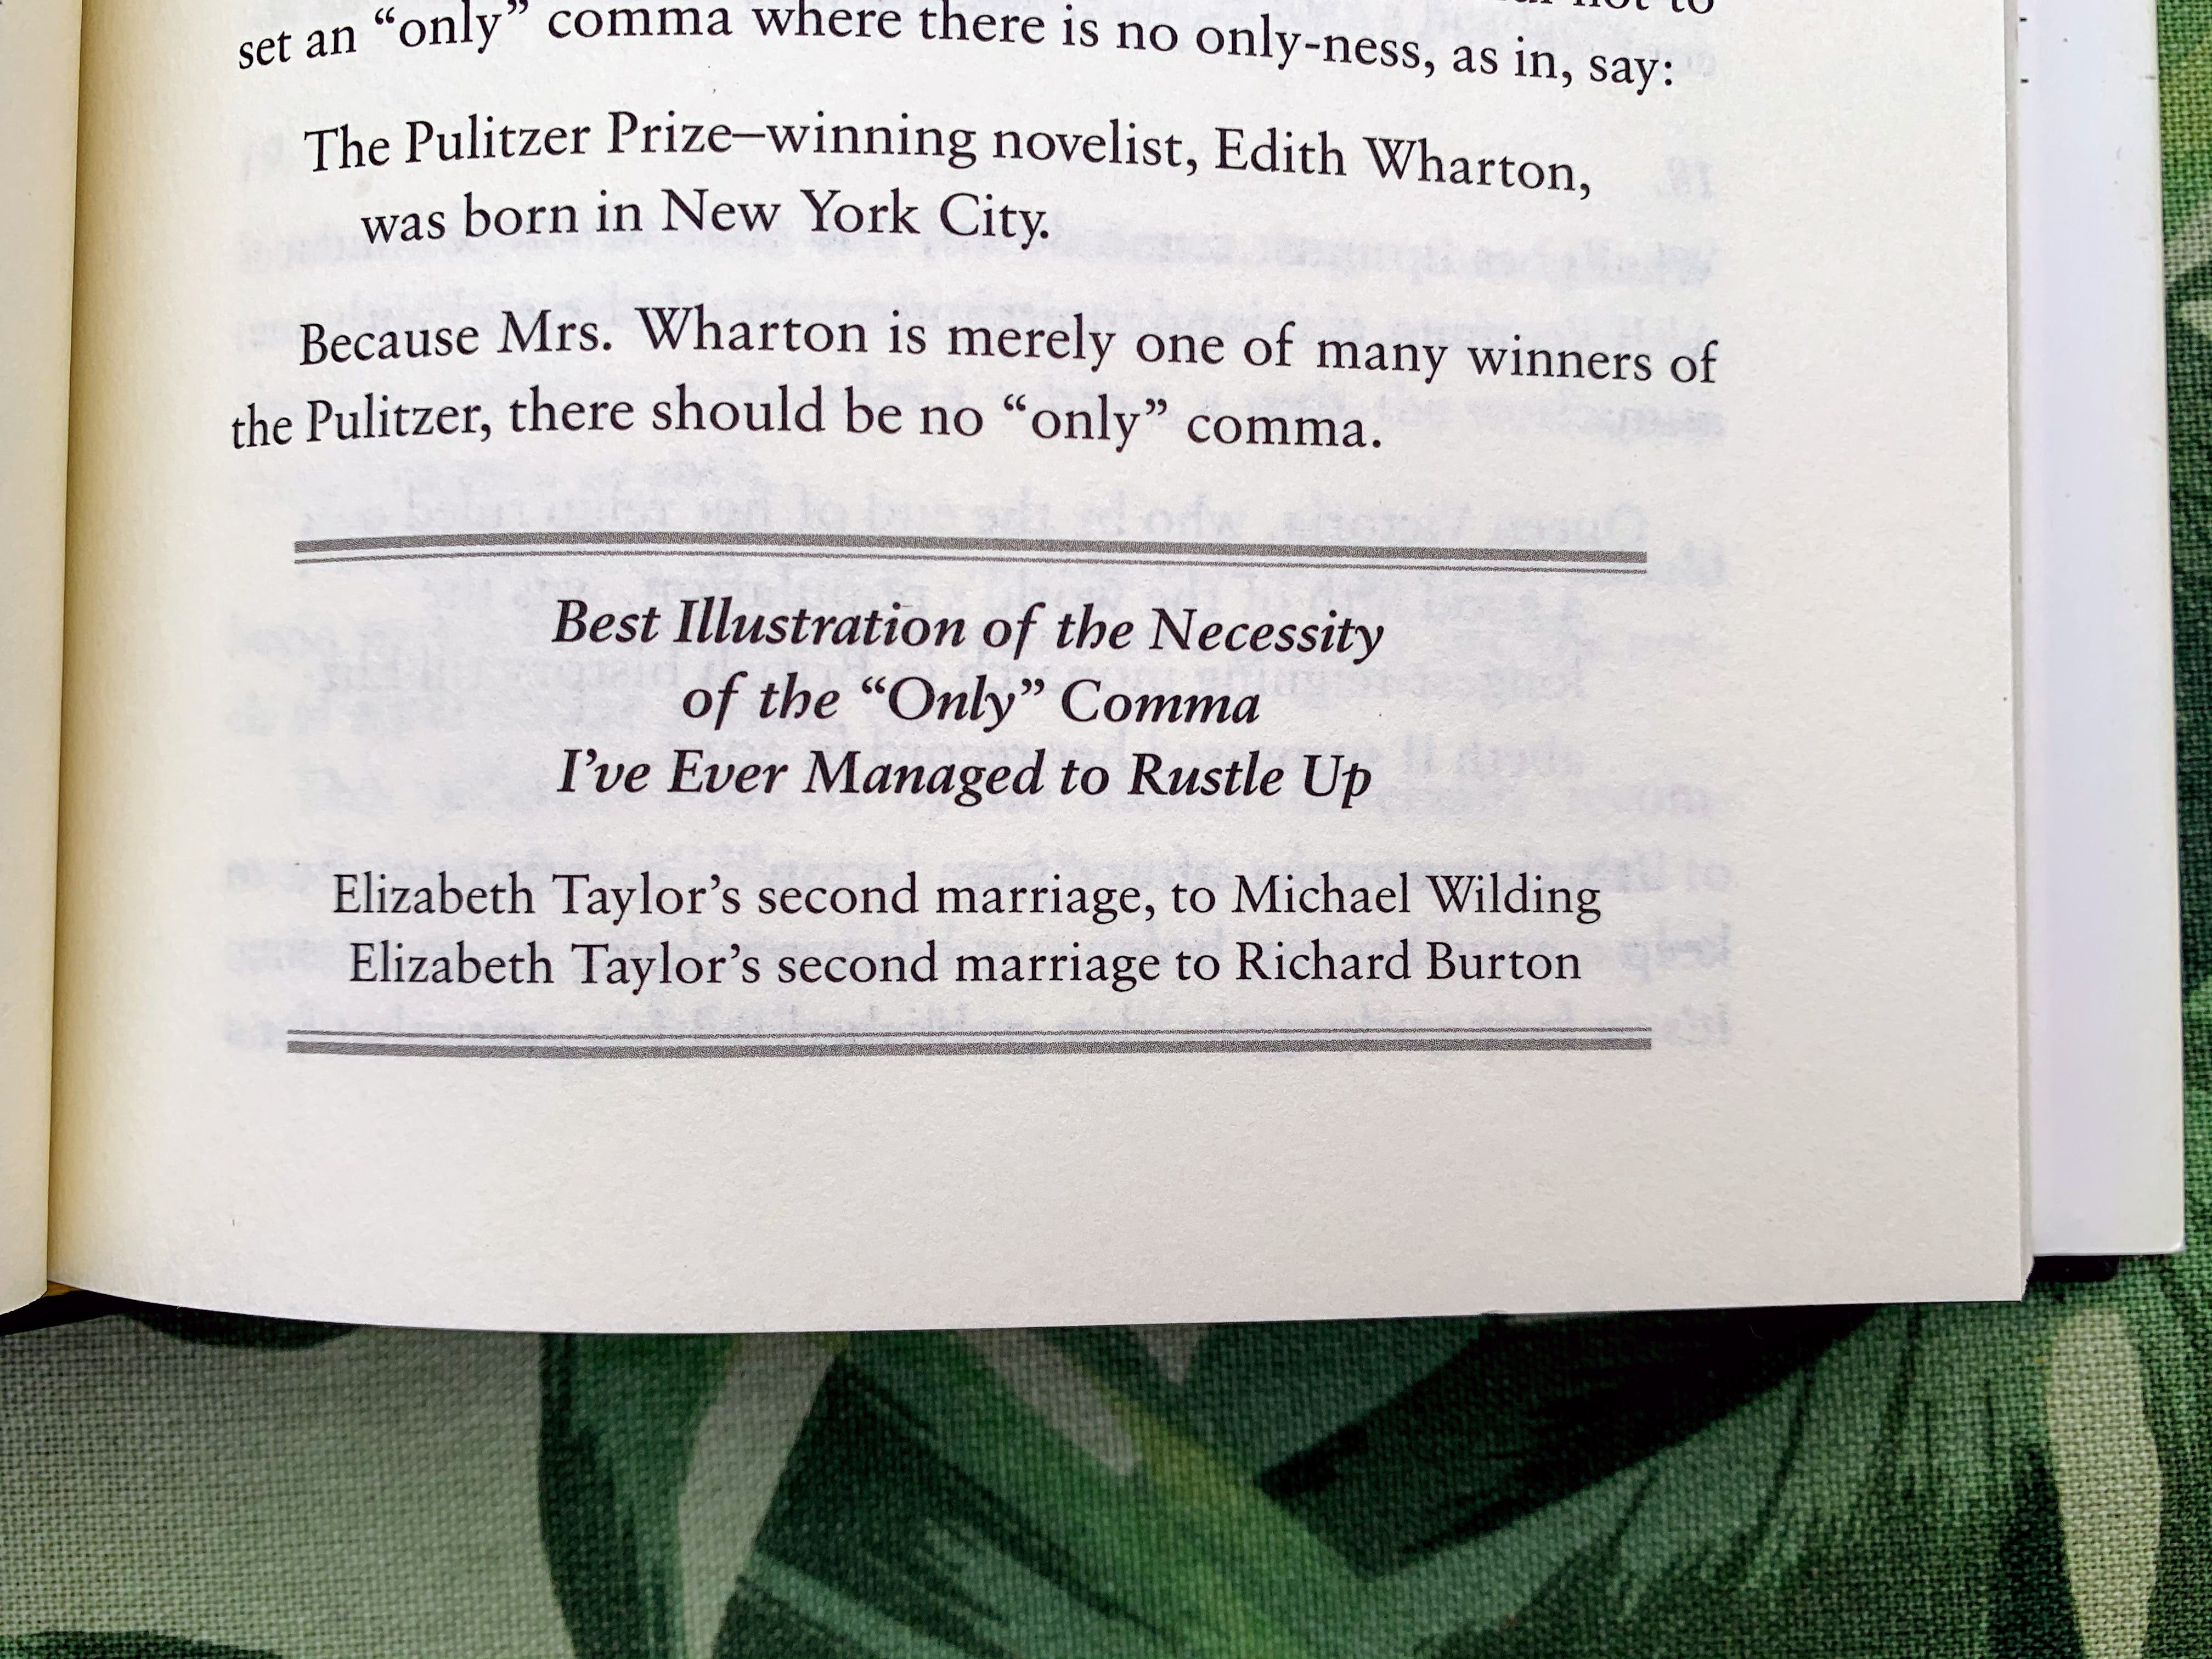 not to
set an “only” comma where there is no only-ness, as in, say:
The Pulitzer Prize–winning novelist, Edith Wharton,
was born in New York City.
Because Mrs. Wharton is merely one of many winners of
the Pulitzer, there should be no “only” comma.
Best Illustration of the Necessity
of the “Only” Comma
I’ve Ever Managed to Rustle Up
Elizabeth Taylor’s second marriage, to Michael Wilding
Elizabeth Taylor’s second marriage to Richard Burton